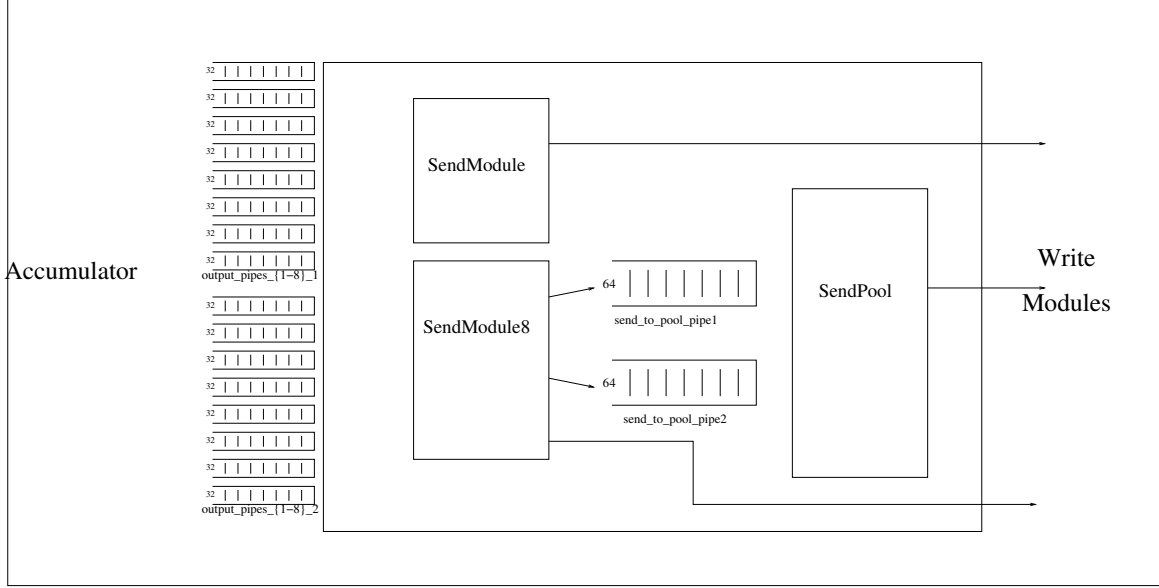 32
32
32
32
32
32
32
32
output_pipes_{1−8}_1
32
32
32
32
32
32
32
32
output_pipes_{1−8}_2
Accumulator
SendModule
SendModule8
64
send_to_pool_pipe1
64
send_to_pool_pipe2
SendPool
Write
Modules